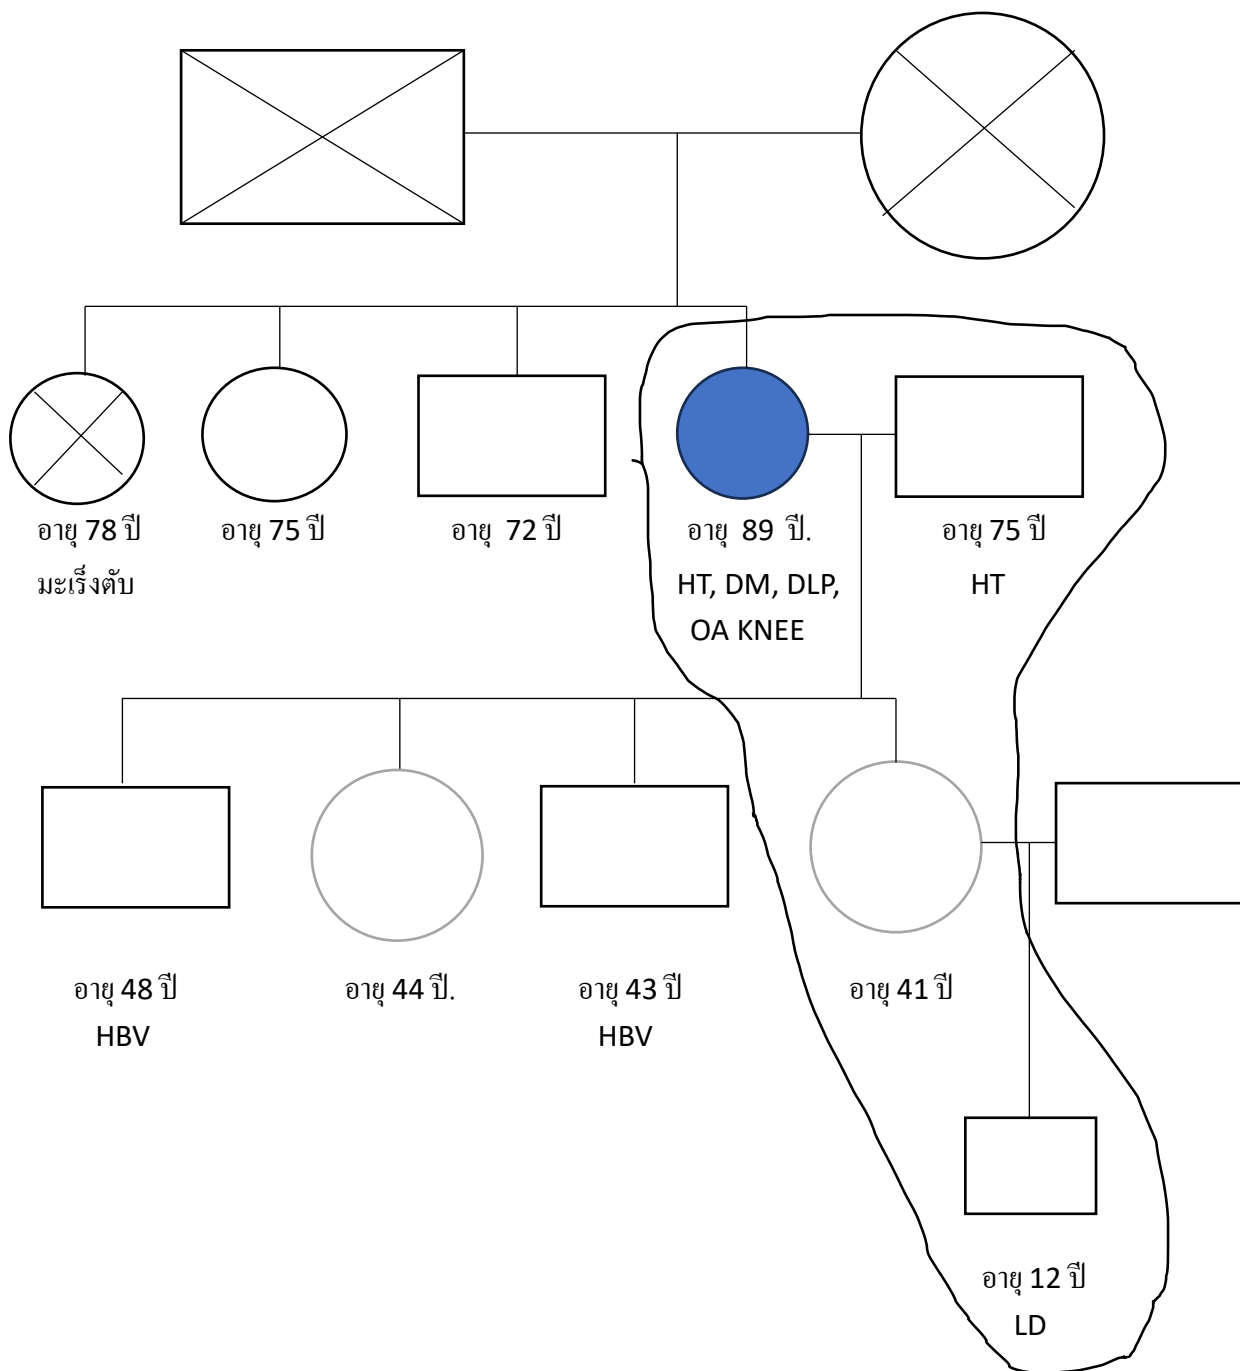 อายุ 78 ปี
มะเร็งตับ
อายุ 75 ปี
อายุ 72 ปี
อายุ 89 ปี.
HT, DM, DLP,
OA KNEE
อายุ 75 ปี
HT
อายุ 48 ปี
HBV
อายุ 44 ปี.
อายุ 43 ปี
HBV
อายุ 41 ปี
อายุ 12 ปี
LD